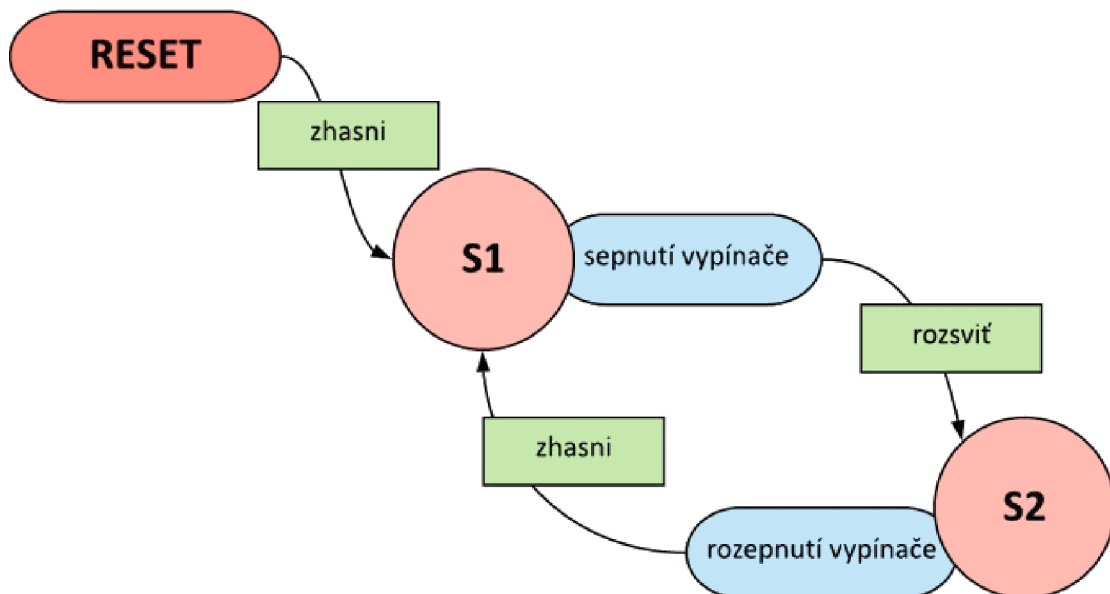 RESET
zhasni
S1
sepnutí vypínače
rozsviť
zhasni
S2
rozepnutí vypínače